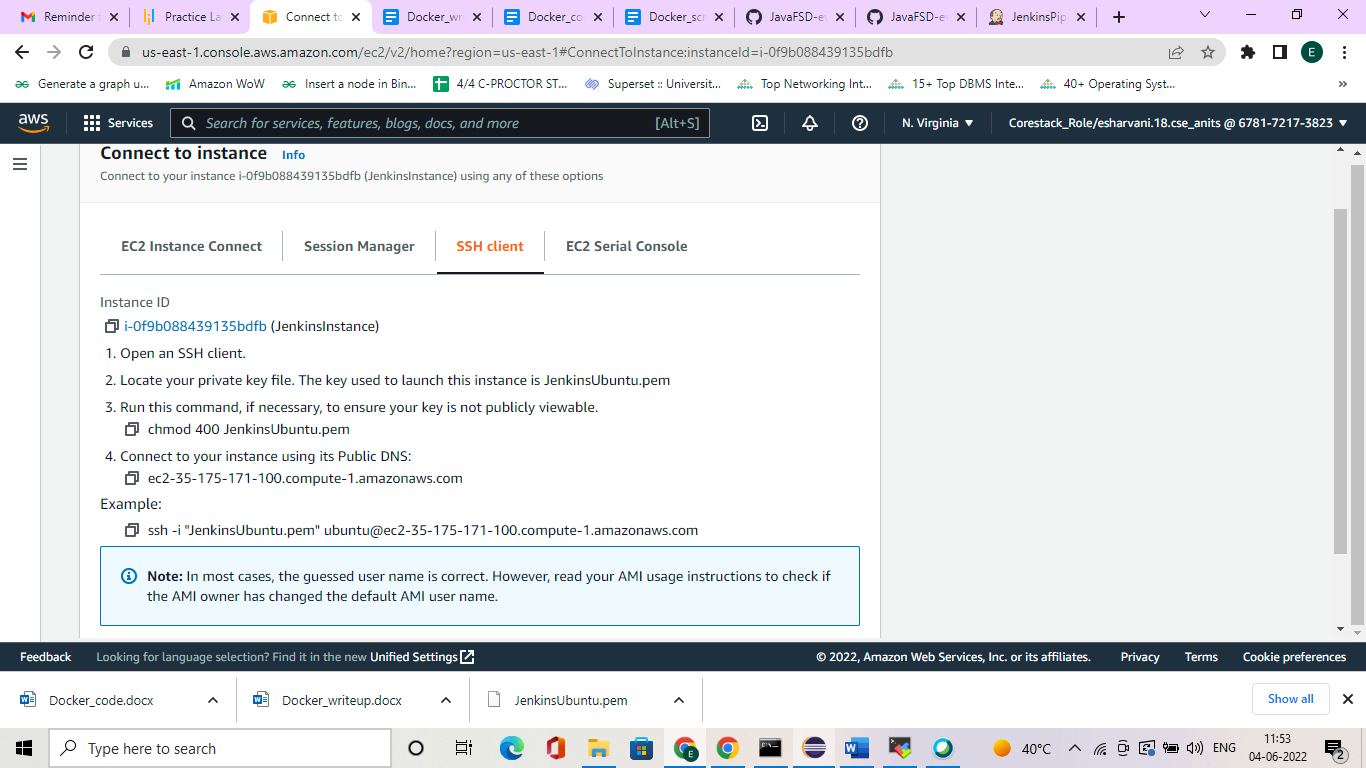 Reminder f
Practice La
Connect to
Docker_wr
Docker_co
Docker_scr
JavaFSD-ev
JavaFSD-ev
JenkinsPip
us-east-1.console.aws.amazon.com/ec2/v2/home?region=us-east-1#ConnectToInstance:instanceId=i-0f9b088439135bdfb
E
Generate a graph u...
Amazon WoW
Insert a node in Bin...
4/4 C-PROCTOR ST...
Superset :: Universit...
Top Networking Int...
15+ Top DBMS Inte...
40+ Operating Syst...
»
aws
Services
Search for services, features, blogs, docs, and more
[Alt+S]
N. Virginia
Corestack_Role/esharvani.18.cse_anits @ 6781-7217-3823
Connect to instance Info
Connect to your instance i-0f9b088439135bdfb (JenkinsInstance) using any of these options
EC2 Instance Connect
Session Manager
SSH client
EC2 Serial Console
Instance ID
i-0f9b088439135bdfb (JenkinsInstance)
1. Open an SSH client.
2. Locate your private key file. The key used to launch this instance is JenkinsUbuntu.pem
3. Run this command, if necessary, to ensure your key is not publicly viewable.
chmod 400 JenkinsUbuntu.pem
4. Connect to your instance using its Public DNS:
ec2-35-175-171-100.compute-1.amazonaws.com
Example:
ssh -i "JenkinsUbuntu.pem" ubuntu@ec2-35-175-171-100.compute-1.amazonaws.com
Note: In most cases, the guessed user name is correct. However, read your AMI usage instructions to check if
the AMI owner has changed the default AMI user name.
Feedback
Looking for language selection? Find it in the new Unified Settings
© 2022, Amazon Web Services, Inc. or its affiliates.
Privacy
Terms
Cookie preferences
Docker_code.docx
Docker_writeup.docx
JenkinsUbuntu.pem
Show all
Type here to search
40°C
ENG
11:53
04-06-2022
2